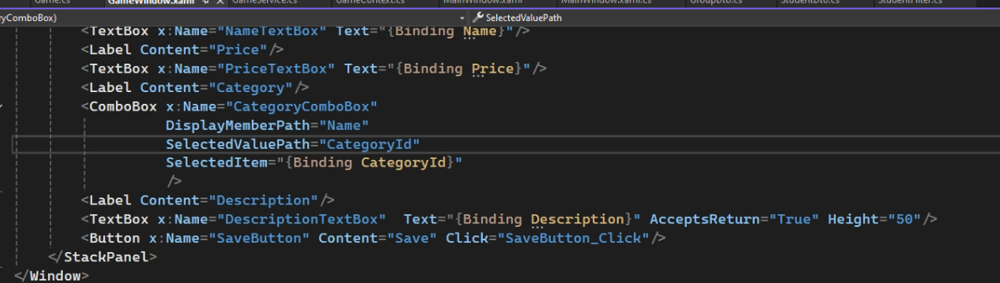 Game.cs GameWindow.xaml GameService.cs GameContext.cs MainWindow.xaml MainWindow.xaml.cs GroupDto.cs StudentDto.cs StudentFilter.cs
ryComboBox) SelectedValuePath
<TextBox x:Name="NameTextBox" Text="{Binding Name}"/>
<Label Content="Price"/>
<TextBox x:Name="PriceTextBox" Text="{Binding Price}"/>
<Label Content="Category"/>
<ComboBox x:Name="CategoryComboBox"
DisplayMemberPath="Name"
SelectedValuePath="CategoryId"
SelectedItem="{Binding CategoryId}"
/>
<Label Content="Description"/>
<TextBox x:Name="DescriptionTextBox"  Text="{Binding Description}" AcceptsReturn="True" Height="50"/>
<Button x:Name="SaveButton" Content="Save" Click="SaveButton_Click"/>
</StackPanel>
</Window>